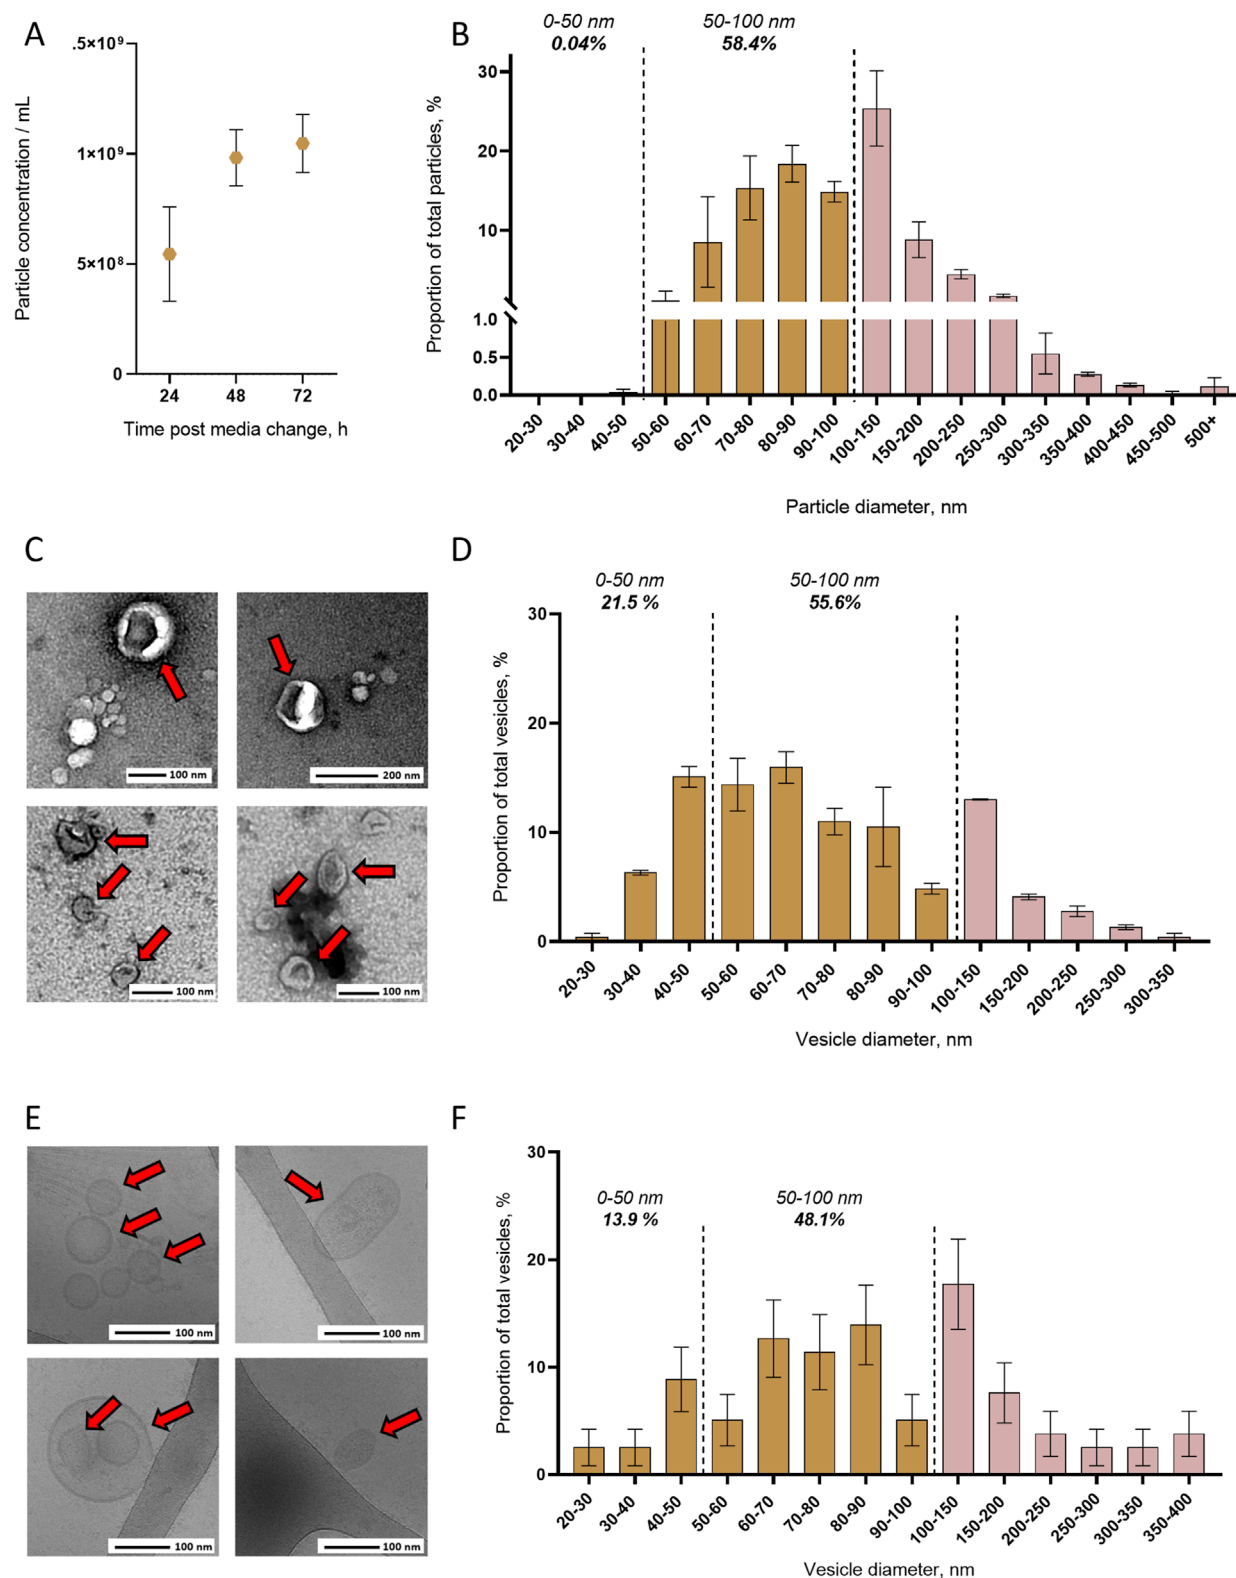 A
.5×10⁹
1×10⁹
5×10⁸
0
Particle concentration / mL
24 48 72
Time post media change, h
B
0-50 nm
0.04%
50-100 nm
58.4%
30
20
10
1.0
0.5
0.0
Proportion of total particles, %
20-30
30-40
40-50
50-60
60-70
70-80
80-90
90-100
100-150
150-200
200-250
250-300
300-350
350-400
400-450
450-500
500+
Particle diameter, nm
C
100 nm
200 nm
100 nm
100 nm
D
0-50 nm
21.5 %
50-100 nm
55.6%
30
20
10
0
Proportion of total vesicles, %
20-30
30-40
40-50
50-60
60-70
70-80
80-90
90-100
100-150
150-200
200-250
250-300
300-350
Vesicle diameter, nm
E
100 nm
100 nm
100 nm
100 nm
F
0-50 nm
13.9 %
50-100 nm
48.1%
30
20
10
0
Proportion of total vesicles, %
20-30
30-40
40-50
50-60
60-70
70-80
80-90
90-100
100-150
150-200
200-250
250-300
300-350
350-400
Vesicle diameter, nm